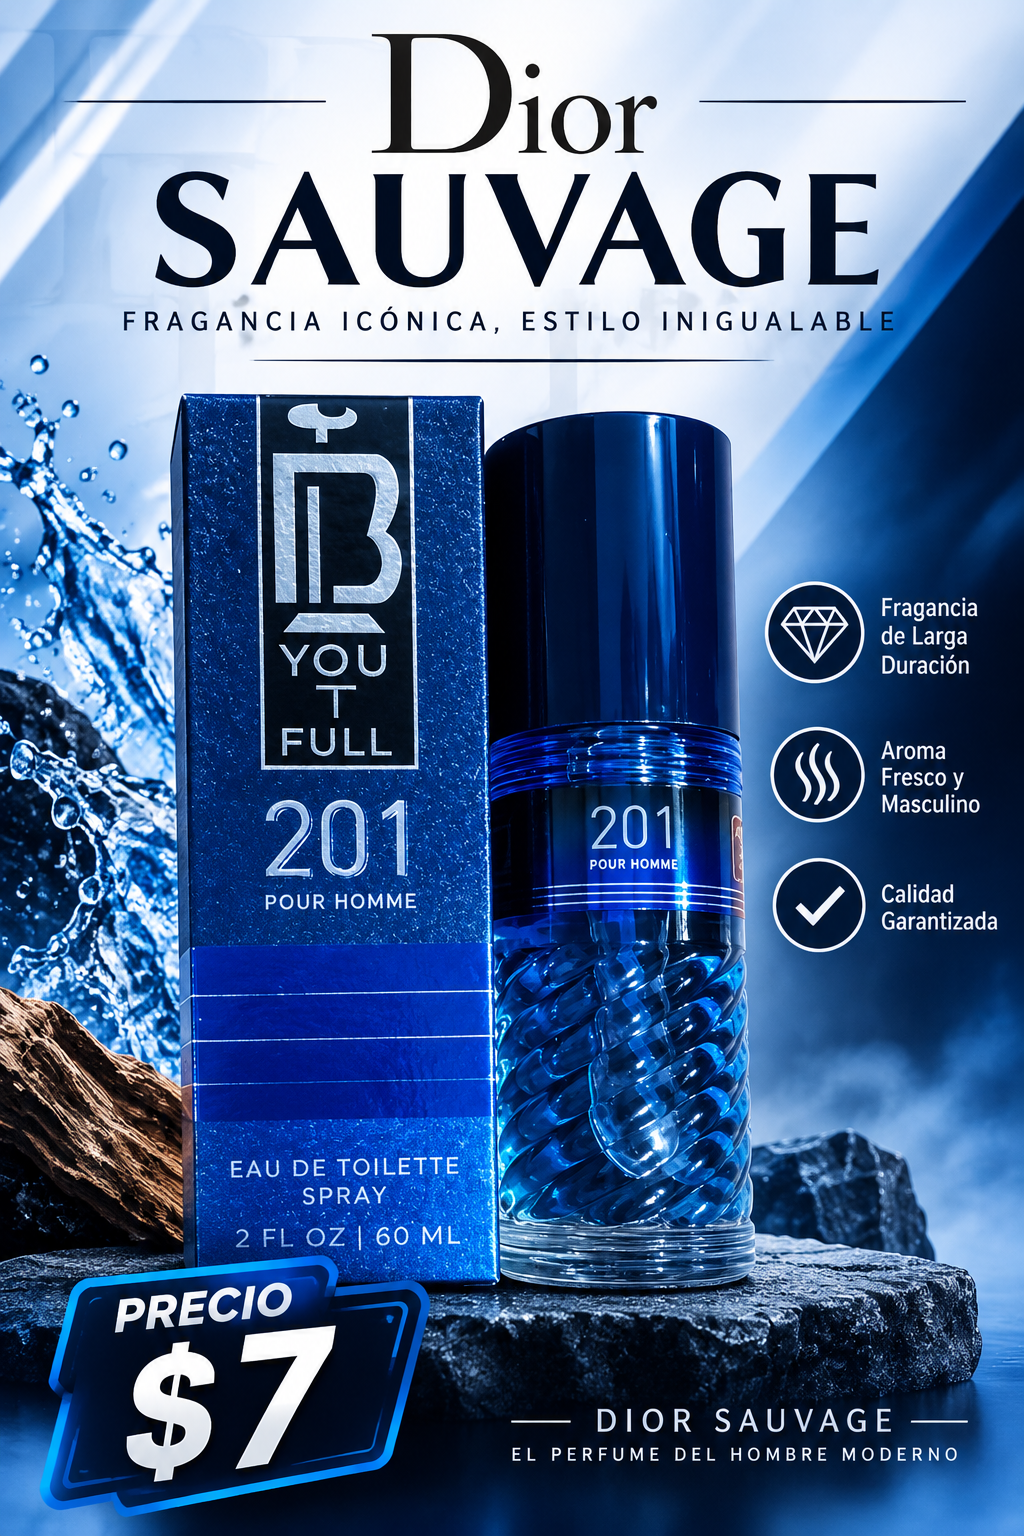 Dior
SAUVAGE
FRAGANCIA ICÓNICA, ESTILO INIGUALABLE
B
YOU
T
FULL
201
POUR HOMME
EAU DE TOILETTE
SPRAY
2 FL OZ | 60 ML
201
POUR HOMME
Fragancia
de Larga
Duración
Aroma
Fresco y
Masculino
Calidad
Garantizada
PRECIO
$7
DIOR SAUVAGE
EL PERFUME DEL HOMBRE MODERNO